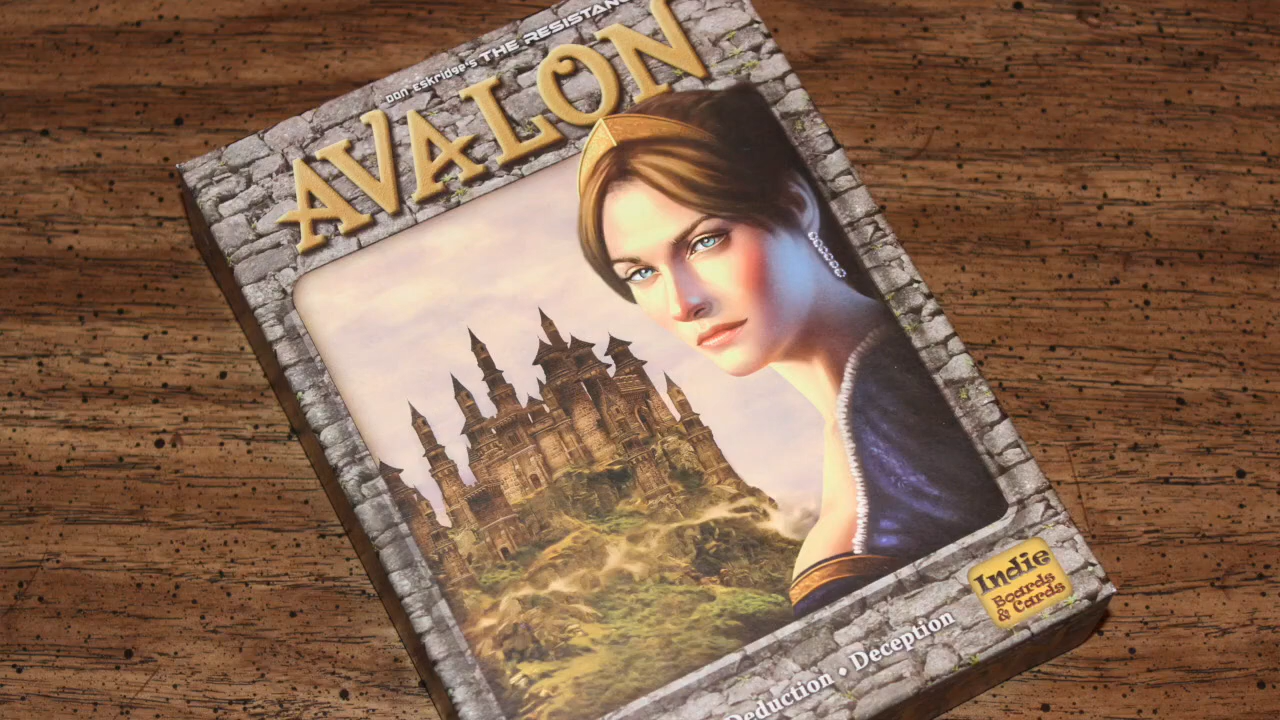 Don Eskridge's THE RESISTANCE
AVALON
Indie
Boards
& Cards
Deduction • Deception